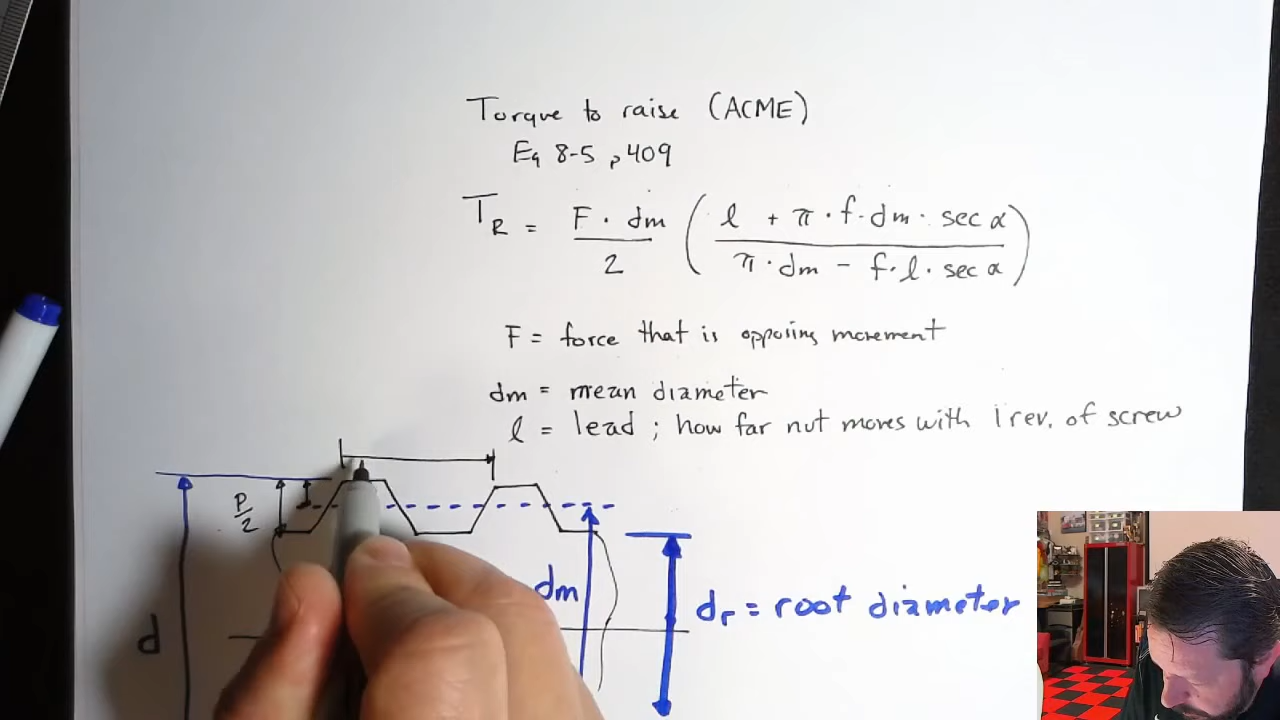 Torque to raise (ACME)
Eq 8-5, p409
T_R = F · dm / 2 ( l + π · f · dm · sec α / π · dm - f · l · sec α )
F = force that is opposing movement
dm = mean diameter
l = lead ; how far nut moves with 1 rev. of screw
P/2
dm
dr = root diameter
d